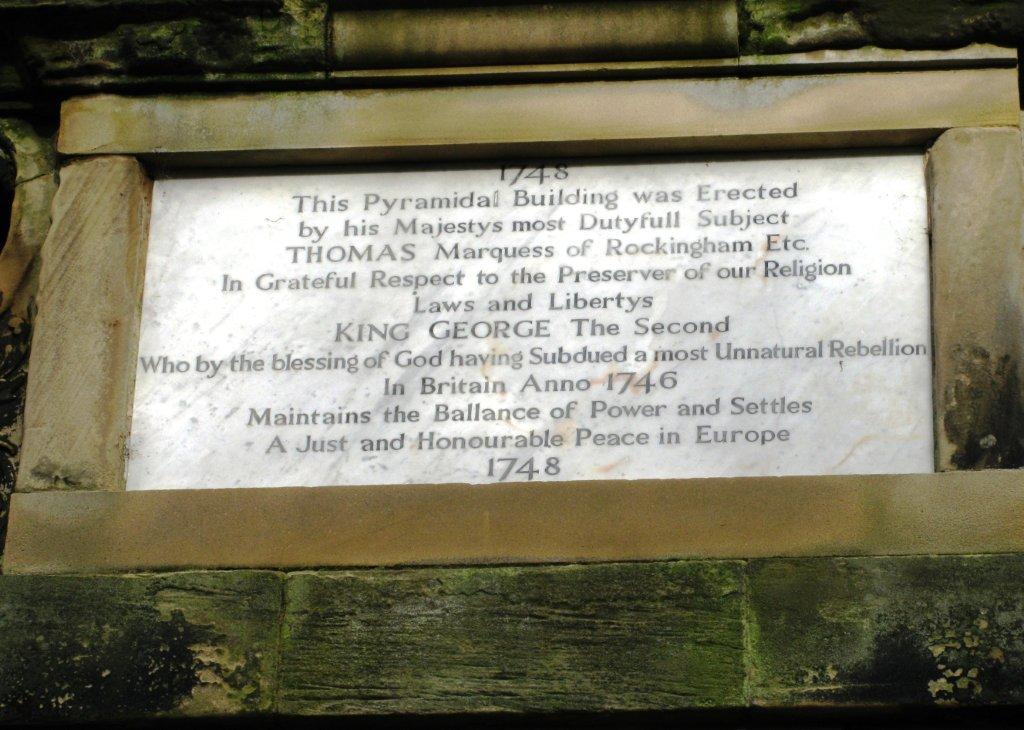 1748
This Pyramidal Building was Erected
by his Majestys most Dutyfull Subject
THOMAS Marquess of Rockingham Etc.
In Grateful Respect to the Preserver of our Religion
Laws and Libertys
KING GEORGE The Second
Who by the blessing of God having Subdued a most Unnatural Rebellion
In Britain Anno 1746
Maintains the Ballance of Power and Settles
A Just and Honourable Peace in Europe
1748